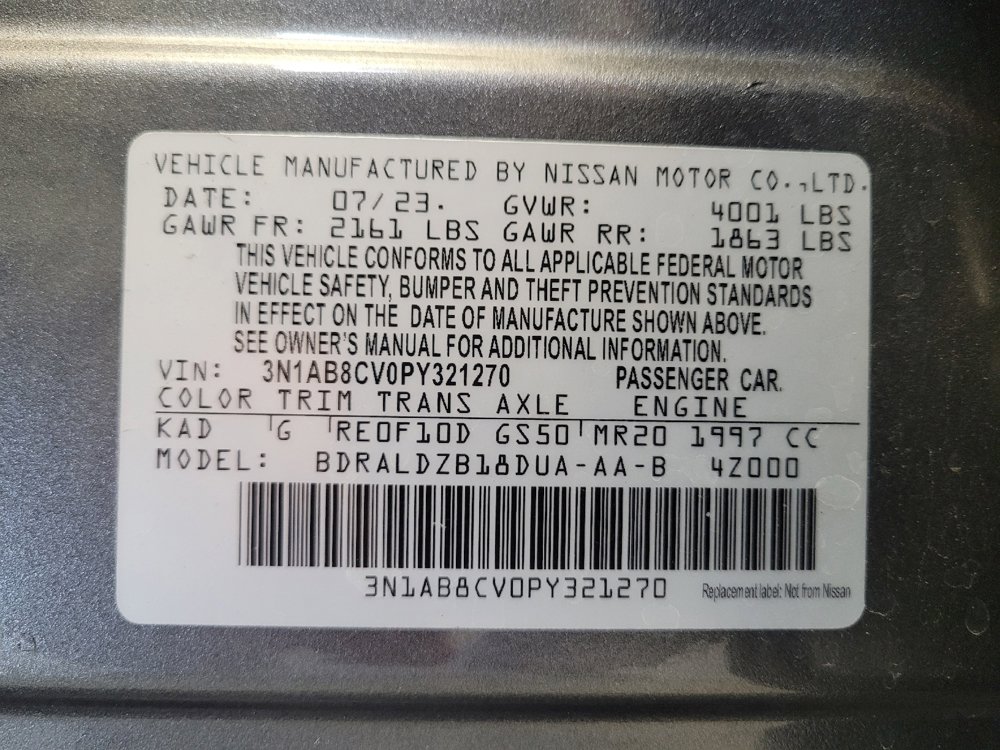 VEHICLE MANUFACTURED BY NISSAN MOTOR CO.,LTD.
DATE: 07/23. GVWR: 4001 LBS
GAWR FR: 2161 LBS GAWR RR: 1863 LBS
THIS VEHICLE CONFORMS TO ALL APPLICABLE FEDERAL MOTOR
VEHICLE SAFETY, BUMPER AND THEFT PREVENTION STANDARDS
IN EFFECT ON THE DATE OF MANUFACTURE SHOWN ABOVE.
SEE OWNER'S MANUAL FOR ADDITIONAL INFORMATION.
VIN: 3N1AB8CV0PY321270 PASSENGER CAR.
COLOR TRIM TRANS AXLE ENGINE
KAD G RE0F10D GS50 MR20 1997 CC
MODEL: BDRALDZB18DUA-AA-B 4Z000
3N1AB8CV0PY321270
Replacement label: Not from Nissan